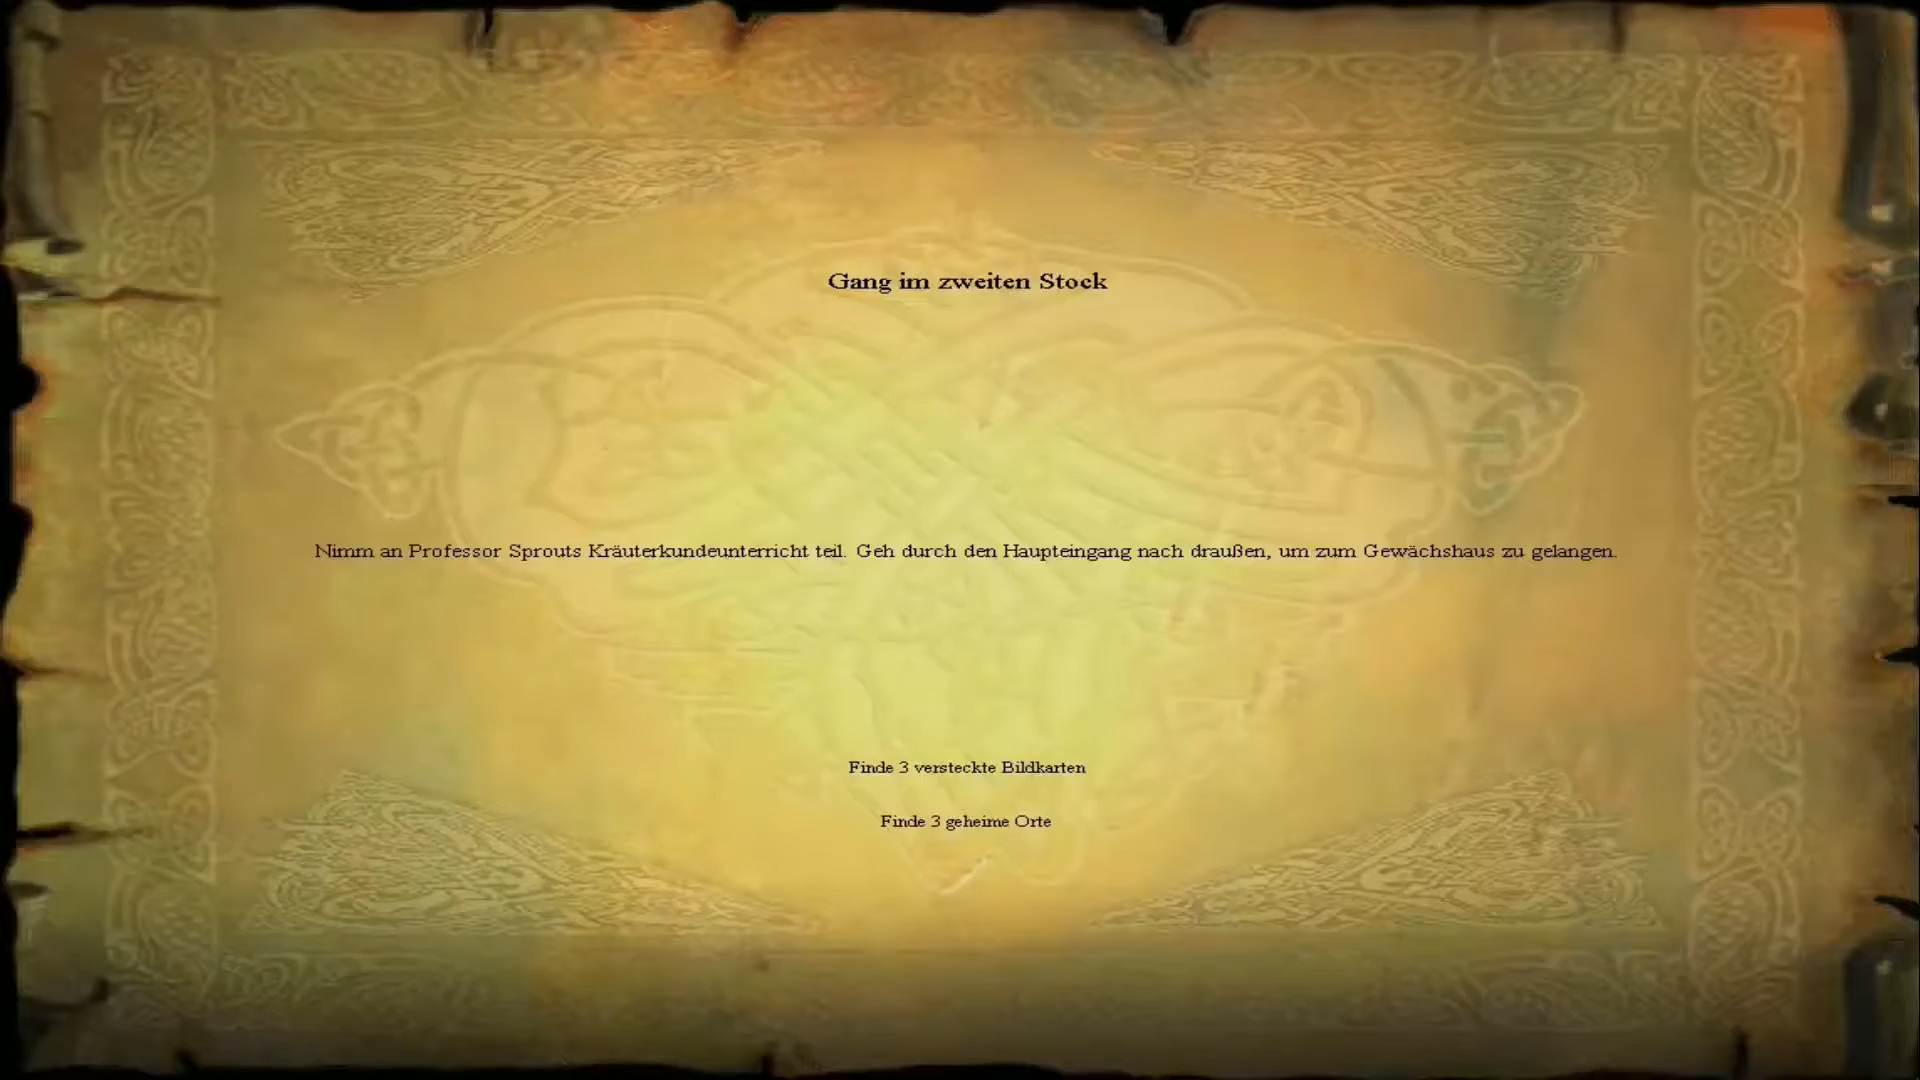 Gang im zweiten Stock
Nimm an Professor Sprouts Kräuterkundeunterricht teil. Geh durch den Haupteingang nach draußen, um zum Gewächshaus zu gelangen.
Finde 3 versteckte Bildkarten
Finde 3 geheime Orte